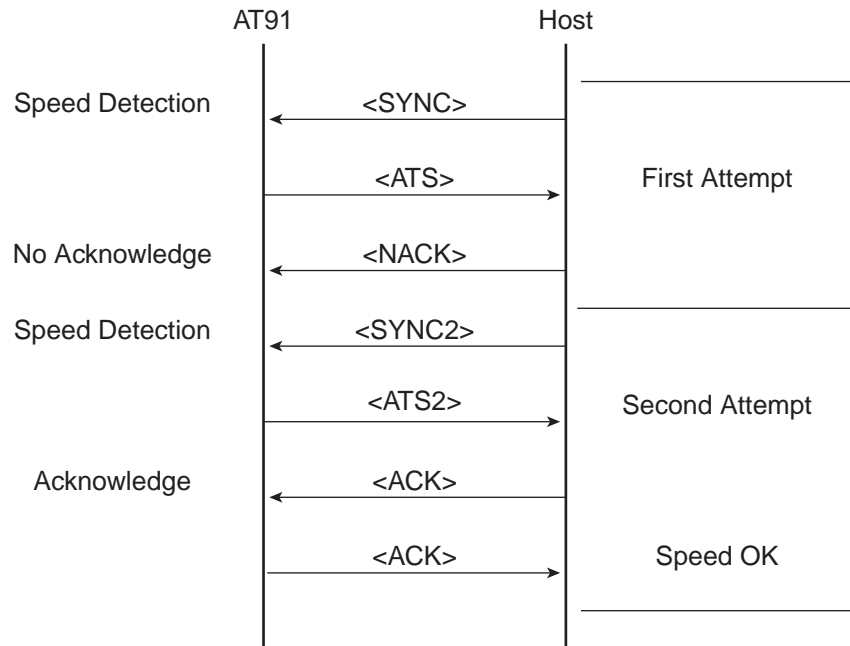 AT91 Host
Speed Detection <SYNC>
<ATS> First Attempt
No Acknowledge <NACK>
Speed Detection <SYNC2>
<ATS2> Second Attempt
Acknowledge <ACK>
<ACK> Speed OK